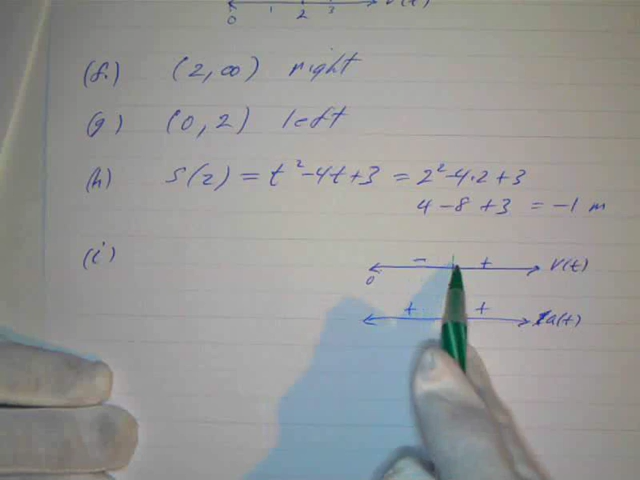 0 1 2 3 v(t)
(f.) (2,∞) right
(g) (0,2) left
(h) S(2) = t²-4t+3 = 2²-4·2+3
4-8+3 = -1 m
(i)
- +
0 v(t)
+ + a(t)